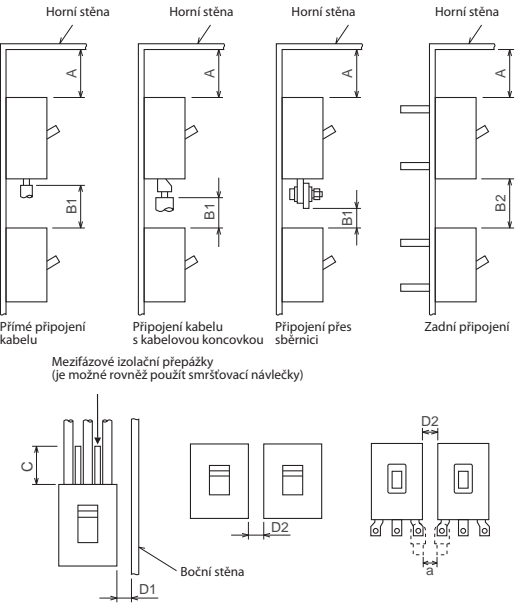 Horní stěna
Horní stěna
Horní stěna
Horní stěna
A
A
A
A
B1
B1
B1
B2
Přímé připojení
kabelu
Připojení kabelu
s kabelovou koncovkou
Připojení přes
sběrnici
Zadní připojení
Mezifázové izolační přepážky
(je možné rovněž použít smršťovací návlečky)
C
D1
Boční stěna
D2
D2
a